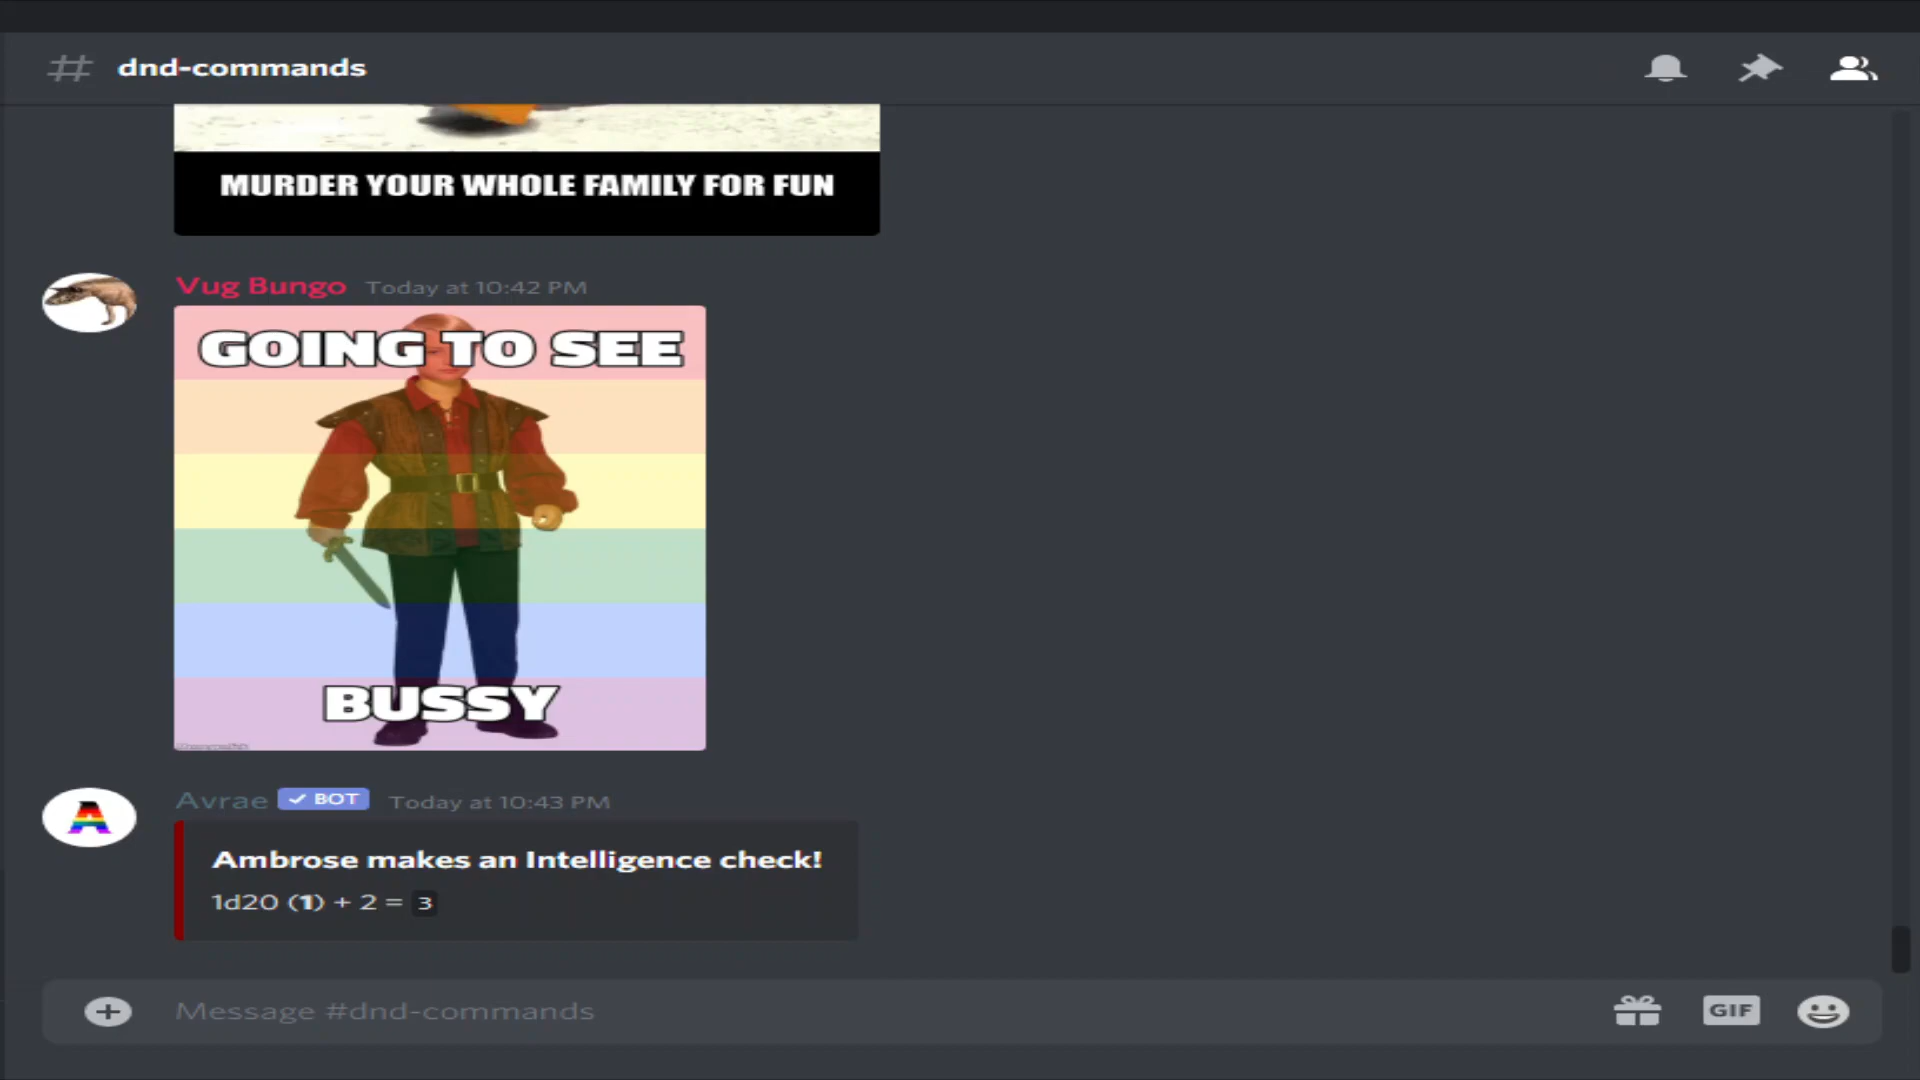 dnd-commands
MURDER YOUR WHOLE FAMILY FOR FUN
Vug Bungo Today at 10:42 PM
GOING TO SEE
BUSSY
A
Avrae BOT Today at 10:43 PM
Ambrose makes an Intelligence check!
1d20 (1) + 2 = 3
Message #dnd-commands
GIF